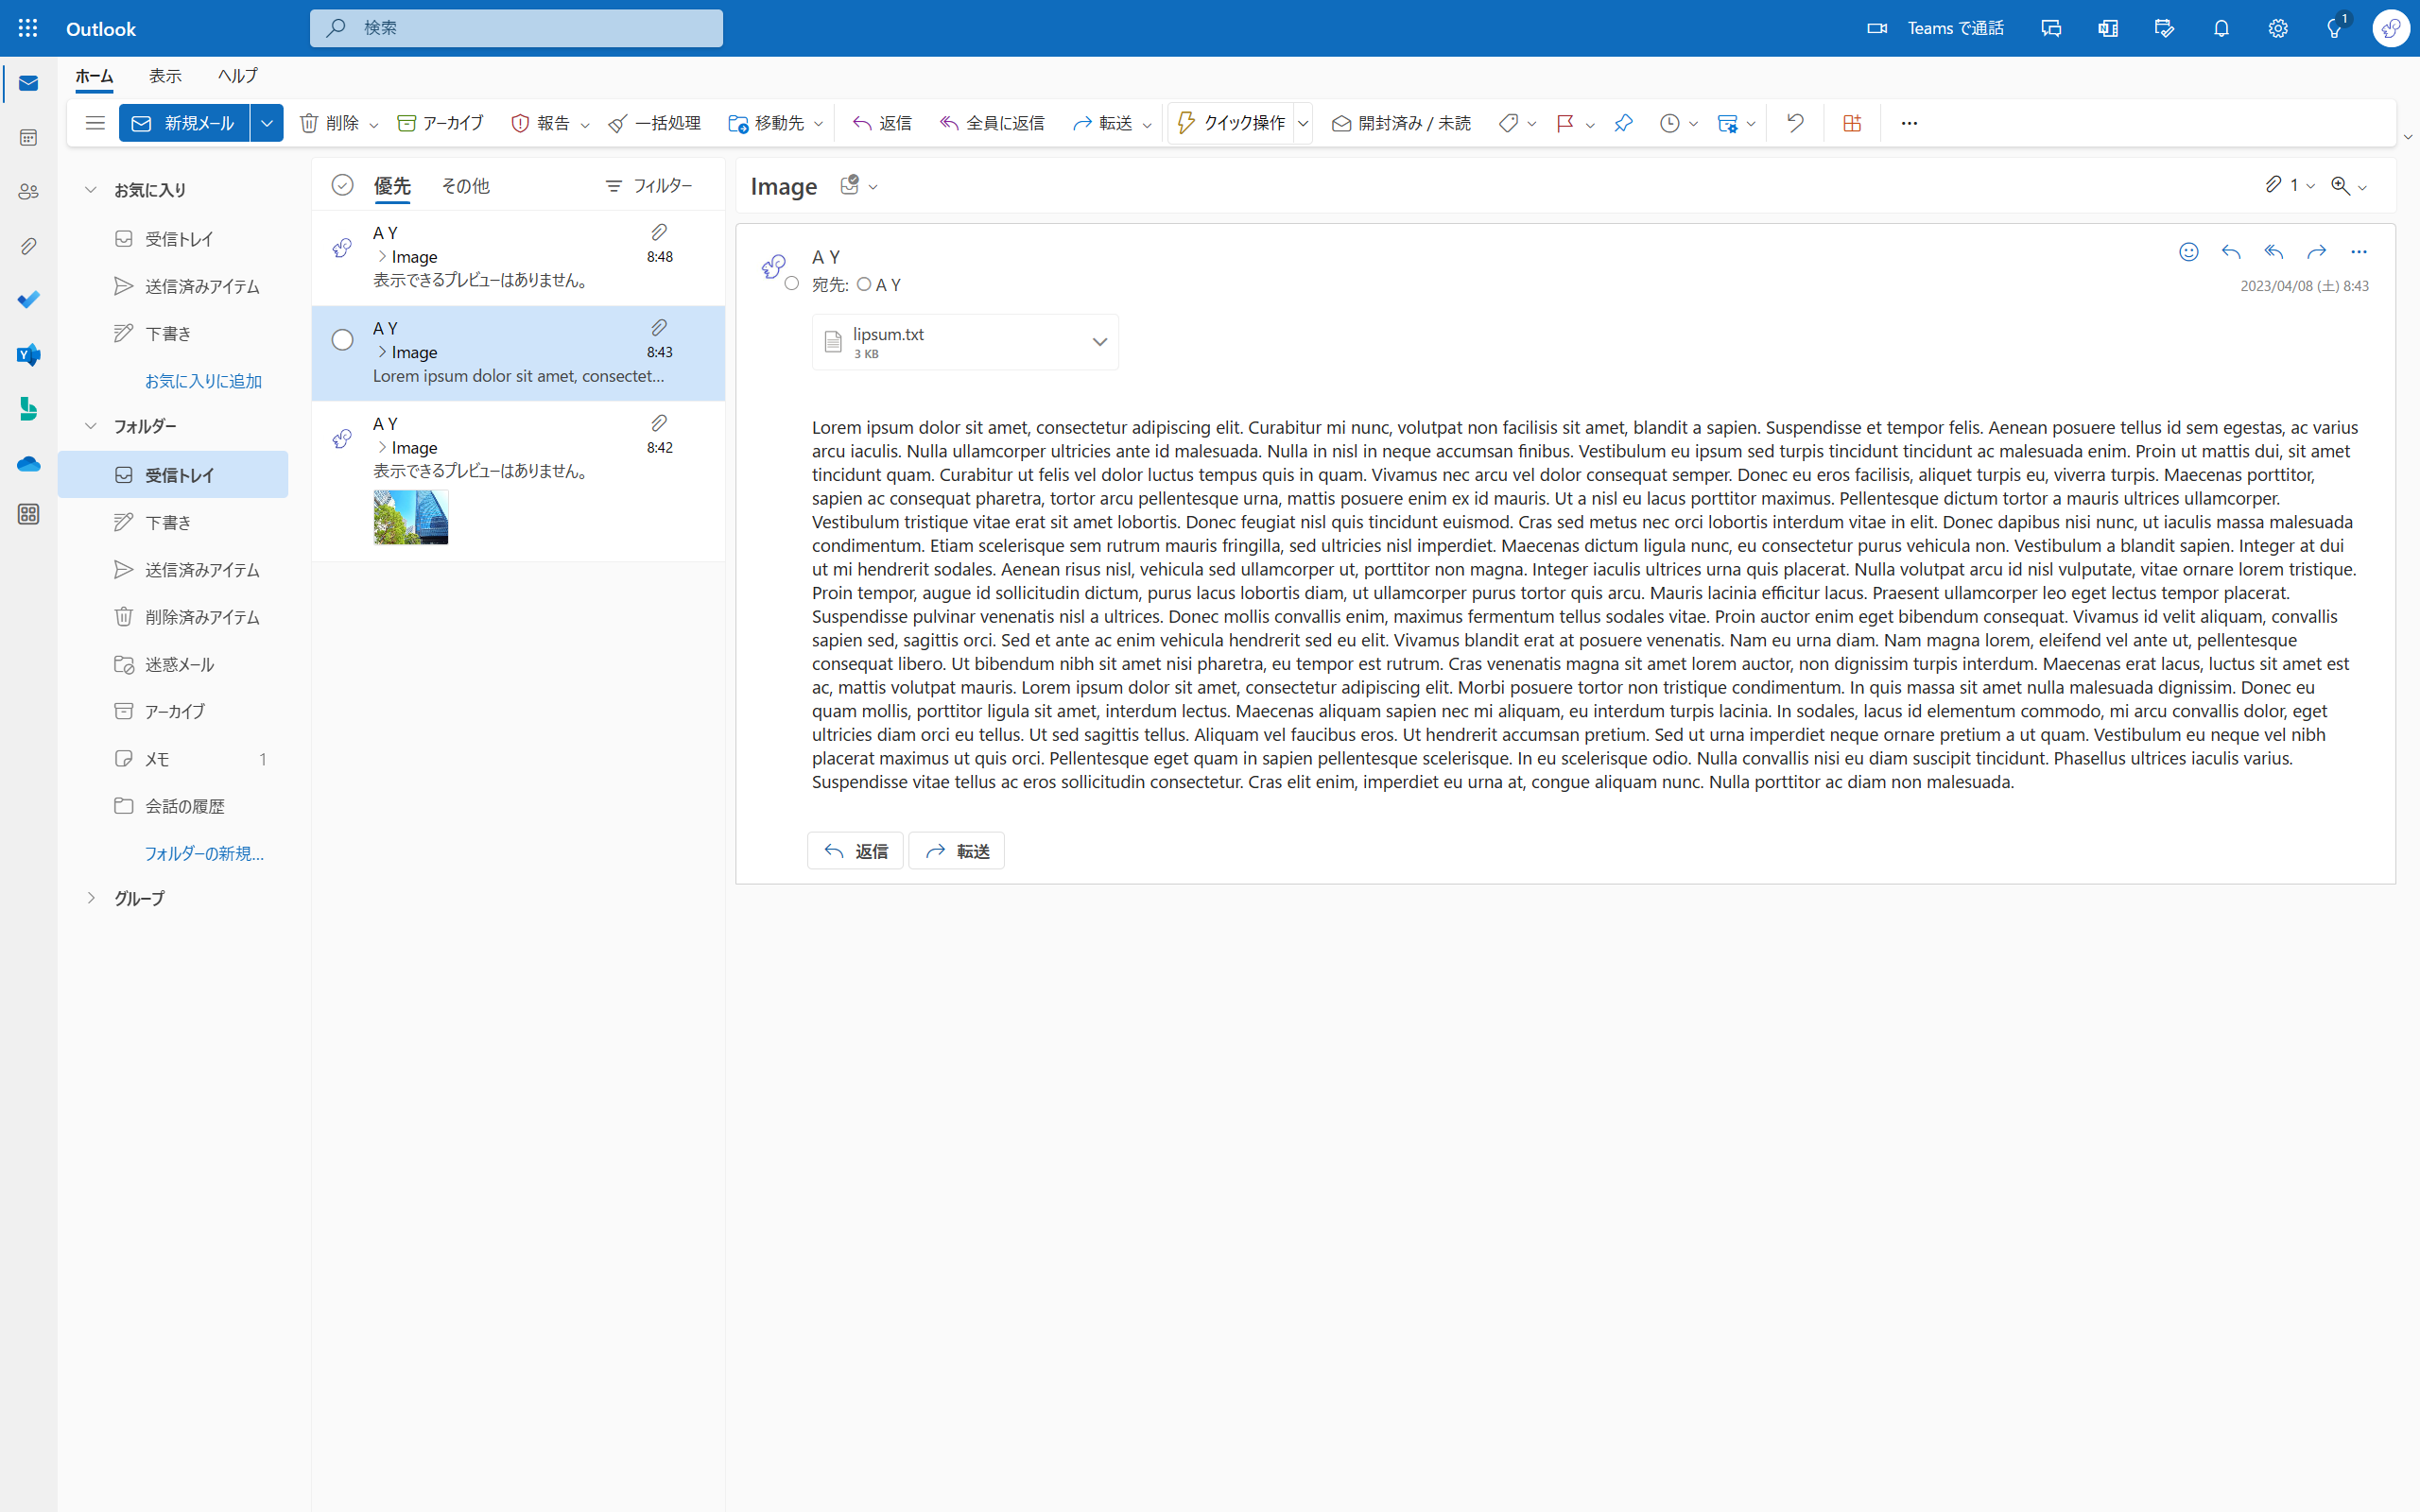 Outlook
検索
Teams で通話
1
ホーム 表示 ヘルプ
新規メール 削除 アーカイブ 報告 一括処理 移動先 返信 全員に返信 転送 クイック操作 開封済み / 未読
お気に入り
受信トレイ
送信済みアイテム
下書き
お気に入りに追加
フォルダー
受信トレイ
下書き
送信済みアイテム
削除済みアイテム
迷惑メール
アーカイブ
メモ 1
会話の履歴
フォルダーの新規...
グループ
優先 その他 フィルター
A Y
Image 8:48
表示できるプレビューはありません。
A Y
Image 8:43
Lorem ipsum dolor sit amet, consectet...
A Y
Image 8:42
表示できるプレビューはありません。
Image
1
A Y
宛先: A Y
2023/04/08 (土) 8:43
lipsum.txt
3 KB
Lorem ipsum dolor sit amet, consectetur adipiscing elit. Curabitur mi nunc, volutpat non facilisis sit amet, blandit a sapien. Suspendisse et tempor felis. Aenean posuere tellus id sem egestas, ac varius
arcu iaculis. Nulla ullamcorper ultricies ante id malesuada. Nulla in nisl in neque accumsan finibus. Vestibulum eu ipsum sed turpis tincidunt tincidunt ac malesuada enim. Proin ut mattis dui, sit amet
tincidunt quam. Curabitur ut felis vel dolor luctus tempus quis in quam. Vivamus nec arcu vel dolor consequat semper. Donec eu eros facilisis, aliquet turpis eu, viverra turpis. Maecenas porttitor,
sapien ac consequat pharetra, tortor arcu pellentesque urna, mattis posuere enim ex id mauris. Ut a nisl eu lacus porttitor maximus. Pellentesque dictum tortor a mauris ultrices ullamcorper.
Vestibulum tristique vitae erat sit amet lobortis. Donec feugiat nisl quis tincidunt euismod. Cras sed metus nec orci lobortis interdum vitae in elit. Donec dapibus nisi nunc, ut iaculis massa malesuada
condimentum. Etiam scelerisque sem rutrum mauris fringilla, sed ultricies nisl imperdiet. Maecenas dictum ligula nunc, eu consectetur purus vehicula non. Vestibulum a blandit sapien. Integer at dui
ut mi hendrerit sodales. Aenean risus nisl, vehicula sed ullamcorper ut, porttitor non magna. Integer iaculis ultrices urna quis placerat. Nulla volutpat arcu id nisl vulputate, vitae ornare lorem tristique.
Proin tempor, augue id sollicitudin dictum, purus lacus lobortis diam, ut ullamcorper purus tortor quis arcu. Mauris lacinia efficitur lacus. Praesent ullamcorper leo eget lectus tempor placerat.
Suspendisse pulvinar venenatis nisl a ultrices. Donec mollis convallis enim, maximus fermentum tellus sodales vitae. Proin auctor enim eget bibendum consequat. Vivamus id velit aliquam, convallis
sapien sed, sagittis orci. Sed et ante ac enim vehicula hendrerit sed eu elit. Vivamus blandit erat at posuere venenatis. Nam eu urna diam. Nam magna lorem, eleifend vel ante ut, pellentesque
consequat libero. Ut bibendum nibh sit amet nisi pharetra, eu tempor est rutrum. Cras venenatis magna sit amet lorem auctor, non dignissim turpis interdum. Maecenas erat lacus, luctus sit amet est
ac, mattis volutpat mauris. Lorem ipsum dolor sit amet, consectetur adipiscing elit. Morbi posuere tortor non tristique condimentum. In quis massa sit amet nulla malesuada dignissim. Donec eu
quam mollis, porttitor ligula sit amet, interdum lectus. Maecenas aliquam sapien nec mi aliquam, eu interdum turpis lacinia. In sodales, lacus id elementum commodo, mi arcu convallis dolor, eget
ultricies diam orci eu tellus. Ut sed sagittis tellus. Aliquam vel faucibus eros. Ut hendrerit accumsan pretium. Sed ut urna imperdiet neque ornare pretium a ut quam. Vestibulum eu neque vel nibh
placerat maximus ut quis orci. Pellentesque eget quam in sapien pellentesque scelerisque. In eu scelerisque odio. Nulla convallis nisi eu diam suscipit tincidunt. Phasellus ultrices iaculis varius.
Suspendisse vitae tellus ac eros sollicitudin consectetur. Cras elit enim, imperdiet eu urna at, congue aliquam nunc. Nulla porttitor ac diam non malesuada.
返信 転送